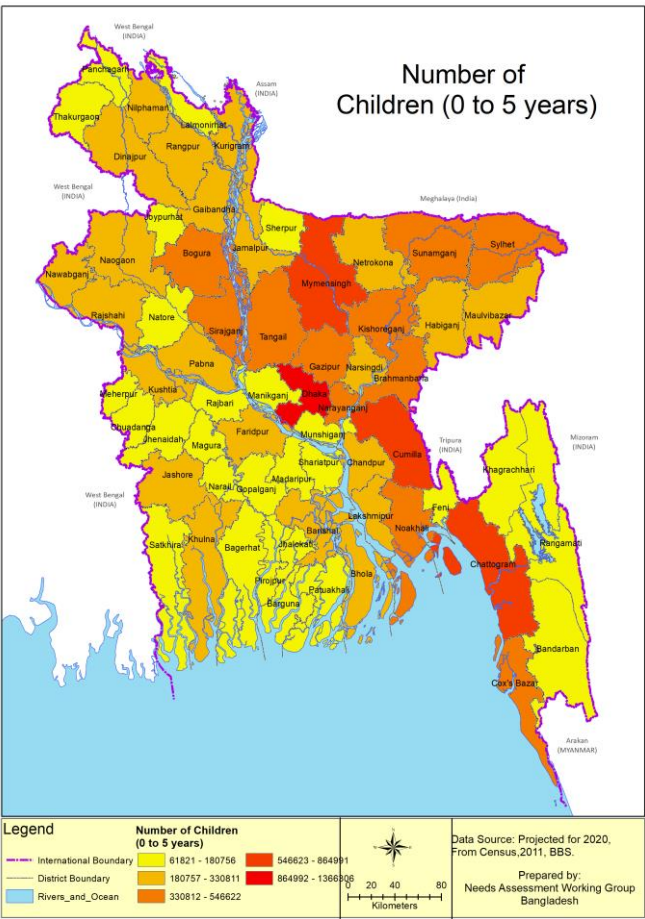 Number of
Children (0 to 5 years)
West Bengal
(INDIA)
Assam
(INDIA)
West Bengal
(INDIA)
Meghalaya (India)
Panchagarh
Thakurgaon
Nilphamari
Lalmonirhat
Dinajpur
Rangpur
Kurigram
Gaibandha
Joypurhat
Sherpur
Jamalpur
Bogura
Mymensingh
Netrokona
Sunamganj
Sylhet
Naogaon
Nawabganj
Rajshahi
Natore
Sirajganj
Tangail
Kishoreganj
Habiganj
Maulvibazar
Pabna
Gazipur
Narsingdi
Brahmanbaria
Kushtia
Meherpur
Rajbari
Manikganj
Dhaka
Narayanganj
Chuadanga
Jhenaidah
Magura
Faridpur
Munshiganj
Cumilla
Tripura
(INDIA)
Mizoram
(INDIA)
Shariatpur
Chandpur
Khagrachhari
Jashore
Narail
Gopalganj
Madaripur
West Bengal
(INDIA)
Lakshmipur
Feni
Noakhali
Satkhira
Khulna
Bagerhat
Jhalokati
Barishal
Rangamati
Chattogram
Pirojpur
Patuakhali
Bhola
Barguna
Bandarban
Cox's Bazar
Arakan
(MYANMAR)
Legend
International Boundary
District Boundary
Rivers_and_Ocean
Number of Children
(0 to 5 years)
61821 - 180756
180757 - 330811
330812 - 546622
546623 - 864991
864992 - 1366306
0 20 40 80
Kilometers
Data Source: Projected for 2020,
From Census,2011, BBS.
Prepared by:
Needs Assessment Working Group
Bangladesh